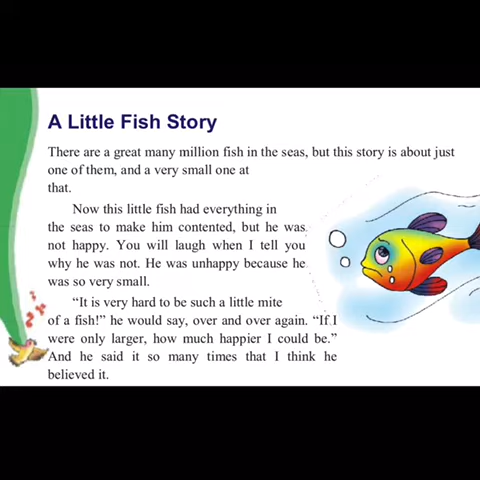 A Little Fish Story
There are a great many million fish in the seas, but this story is about just
one of them, and a very small one at
that.
Now this little fish had everything in
the seas to make him contented, but he was
not happy. You will laugh when I tell you
why he was not. He was unhappy because he
was so very small.
“It is very hard to be such a little mite
of a fish!” he would say, over and over again. “If I
were only larger, how much happier I could be.”
And he said it so many times that I think he
believed it.